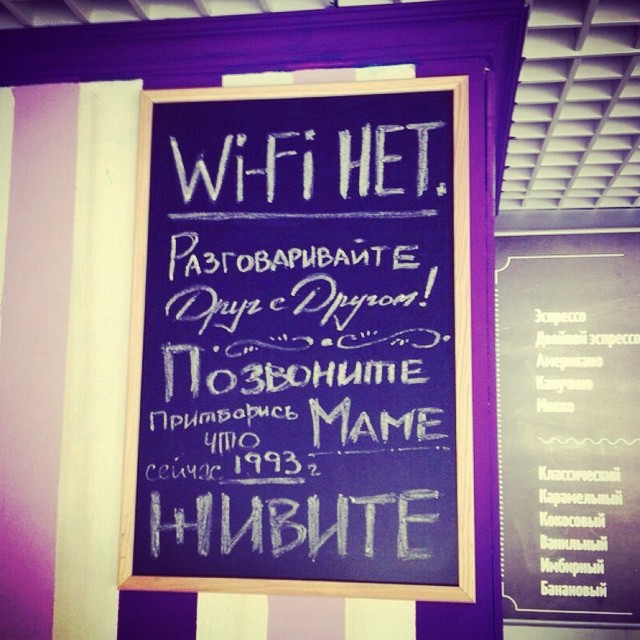 Wi-Fi НЕТ.
РАЗГОВАРИВАЙТЕ
Друг с Другом!
ПОЗВОНИТЕ
МАМЕ
Притворись
что
сейчас 1993 г
ЖИВИТЕ
Эспрессо
Двойной эспрессо
Американо
Капучино
Мокко
Классический
Карамельный
Кокосовый
Ванильный
Имбирный
Банановый